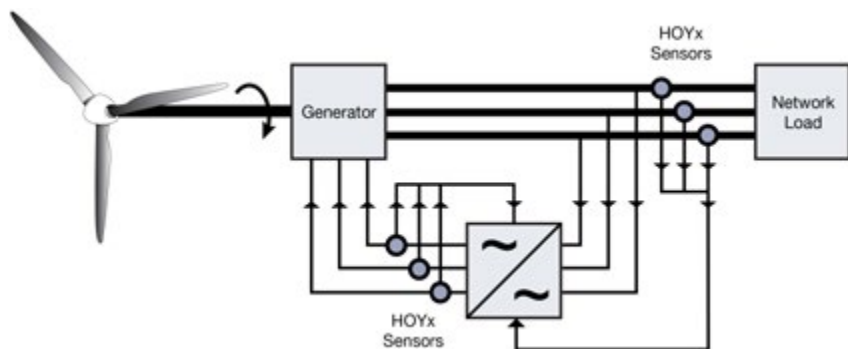 HOYx
Sensors
Generator
Network
Load
~
~
HOYx
Sensors